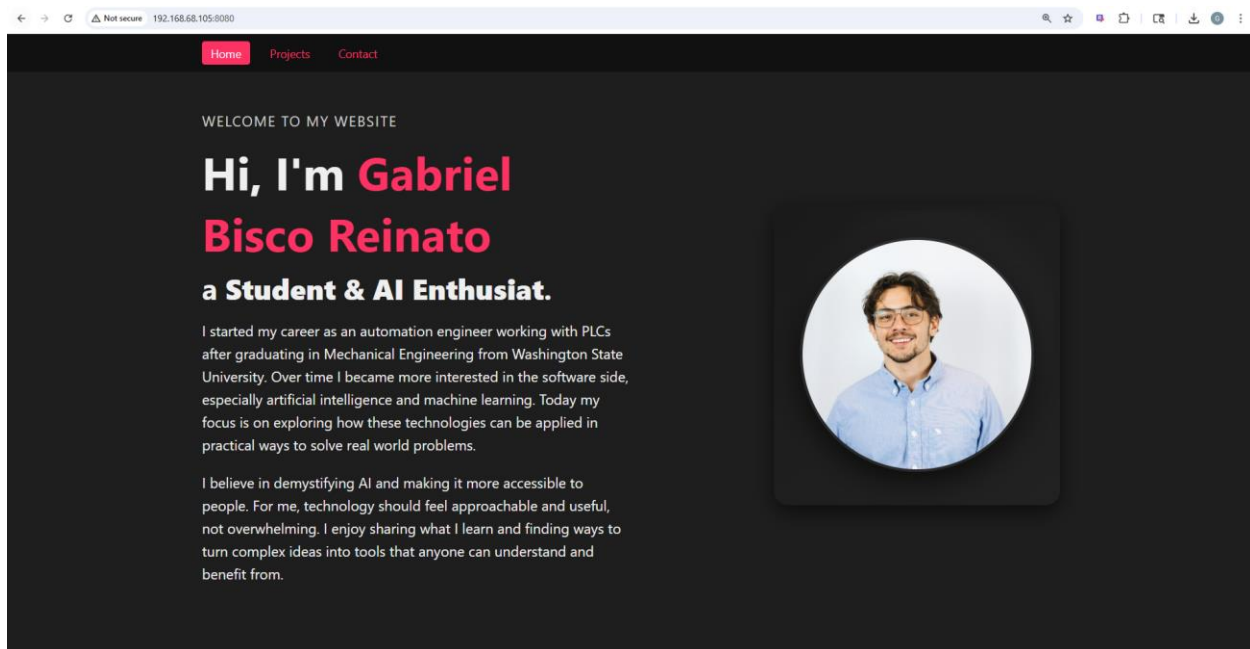 Not secure 192.168.68.105:8080
Home Projects Contact
WELCOME TO MY WEBSITE
Hi, I'm Gabriel
Bisco Reinato
a Student & AI Enthusiat.
I started my career as an automation engineer working with PLCs
after graduating in Mechanical Engineering from Washington State
University. Over time I became more interested in the software side,
especially artificial intelligence and machine learning. Today my
focus is on exploring how these technologies can be applied in
practical ways to solve real world problems.
I believe in demystifying AI and making it more accessible to
people. For me, technology should feel approachable and useful,
not overwhelming. I enjoy sharing what I learn and finding ways to
turn complex ideas into tools that anyone can understand and
benefit from.